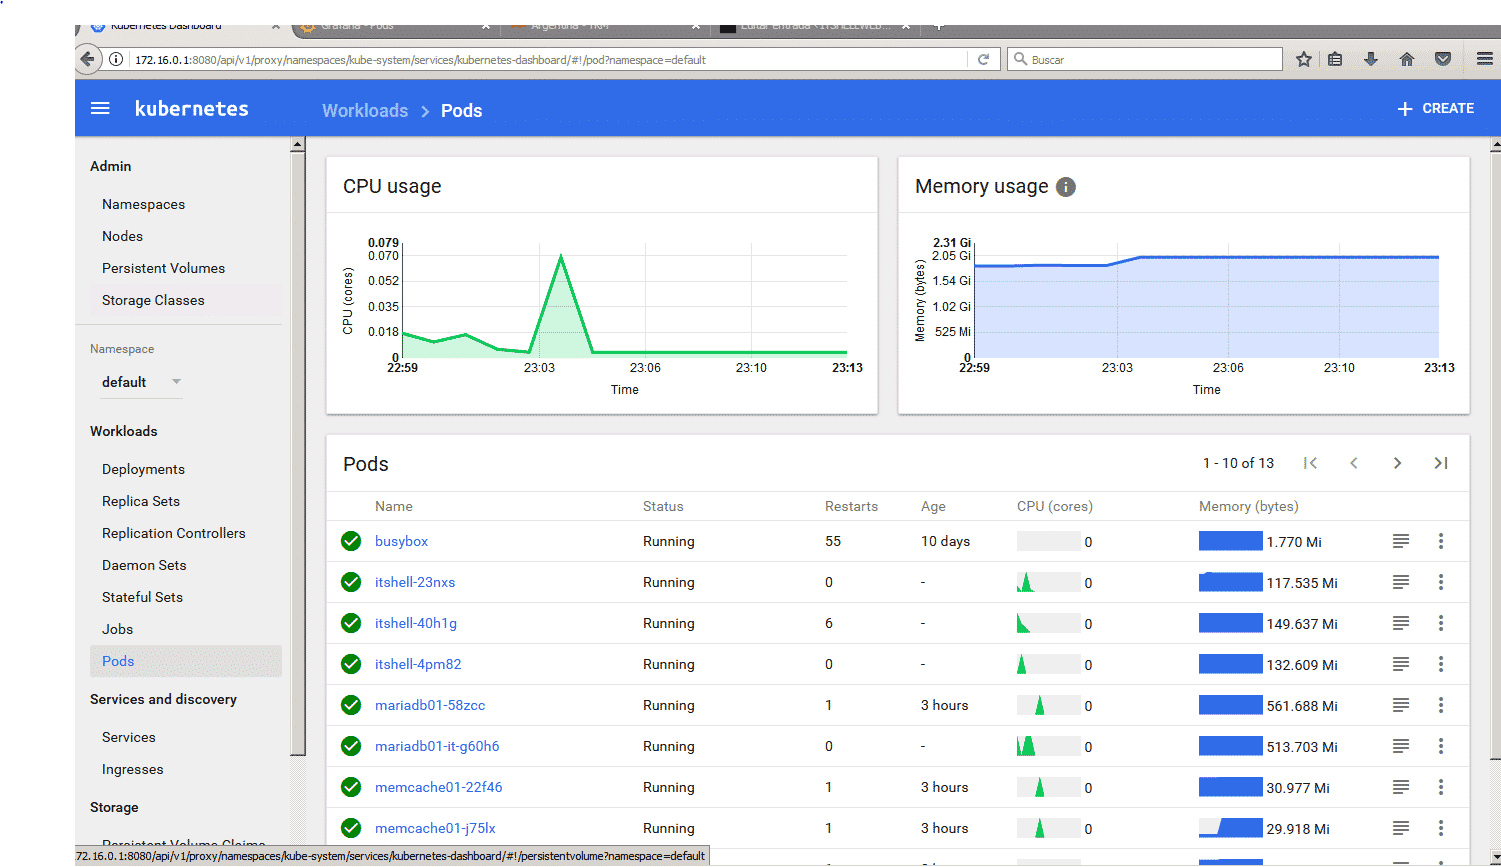 Kubernetes Dashboard
Grafana - Pods
Argentina - TKM
Editar Entrada ‹ITSHELLWEB...
172.16.0.1:8080/api/v1/proxy/namespaces/kube-system/services/kubernetes-dashboard/#!/pod?namespace=default
Buscar
kubernetes
Workloads > Pods
+ CREATE
Admin
Namespaces
Nodes
Persistent Volumes
Storage Classes
Namespace
default
Workloads
Deployments
Replica Sets
Replication Controllers
Daemon Sets
Stateful Sets
Jobs
Pods
Services and discovery
Services
Ingresses
Storage
Persistent Volume Claims
CPU usage
CPU (cores)
0.079
0.070
0.052
0.035
0.018
0
22:59 23:03 23:06 23:10 23:13
Time
Memory usage
Memory (bytes)
2.31 Gi
2.05 Gi
1.54 Gi
1.02 Gi
525 Mi
0
22:59 23:03 23:06 23:10 23:13
Time
Pods
1 - 10 of 13
Name Status Restarts Age CPU (cores) Memory (bytes)
busybox Running 55 10 days 0 1.770 Mi
itshell-23nxs Running 0 - 0 117.535 Mi
itshell-40h1g Running 6 - 0 149.637 Mi
itshell-4pm82 Running 0 - 0 132.609 Mi
mariadb01-58zcc Running 1 3 hours 0 561.688 Mi
mariadb01-it-g60h6 Running 0 - 0 513.703 Mi
memcache01-22f46 Running 1 3 hours 0 30.977 Mi
memcache01-j75lx Running 1 3 hours 0 29.918 Mi
72.16.0.1:8080/api/v1/proxy/namespaces/kube-system/services/kubernetes-dashboard/#!/persistentvolume?namespace=default